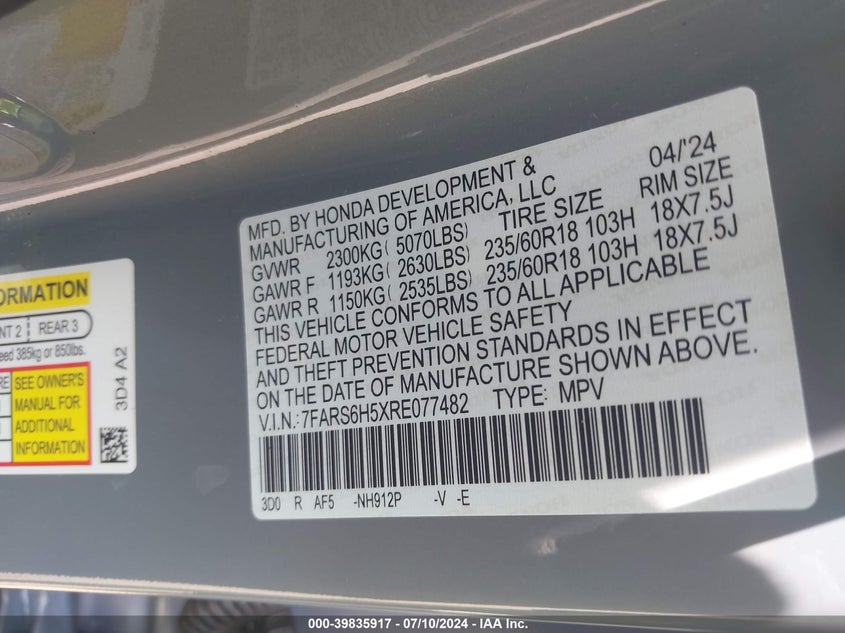 MFD. BY HONDA DEVELOPMENT & 04/'24
MANUFACTURING OF AMERICA, LLC
GVWR 2300KG( 5070LBS) TIRE SIZE RIM SIZE
GAWR F 1193KG( 2630LBS) 235/60R18 103H 18X7.5J
GAWR R 1150KG( 2535LBS) 235/60R18 103H 18X7.5J
THIS VEHICLE CONFORMS TO ALL APPLICABLE
FEDERAL MOTOR VEHICLE SAFETY
AND THEFT PREVENTION STANDARDS IN EFFECT
ON THE DATE OF MANUFACTURE SHOWN ABOVE.
V.I.N.:7FARS6H5XRE077482 TYPE: MPV
3D0 R AF5 -NH912P -V -E
REAR 3
385kg or 850lbs.
SEE OWNER'S
MANUAL FOR
ADDITIONAL
INFORMATION
3D4 A2
000-39835917 - 07/10/2024 - IAA Inc.